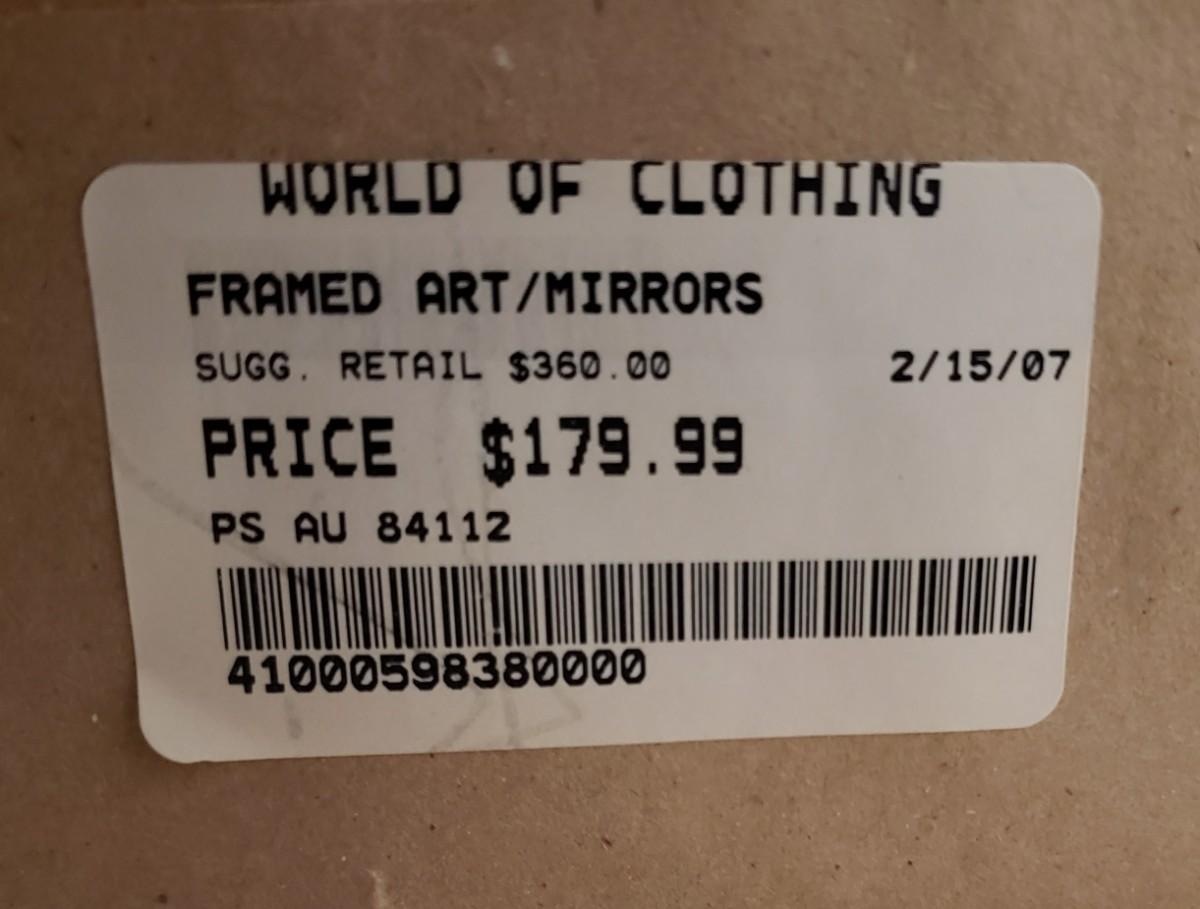 WORLD OF CLOTHING
FRAMED ART/MIRRORS
SUGG. RETAIL $360.00 2/15/07
PRICE $179.99
PS AU 84112
41000598380000